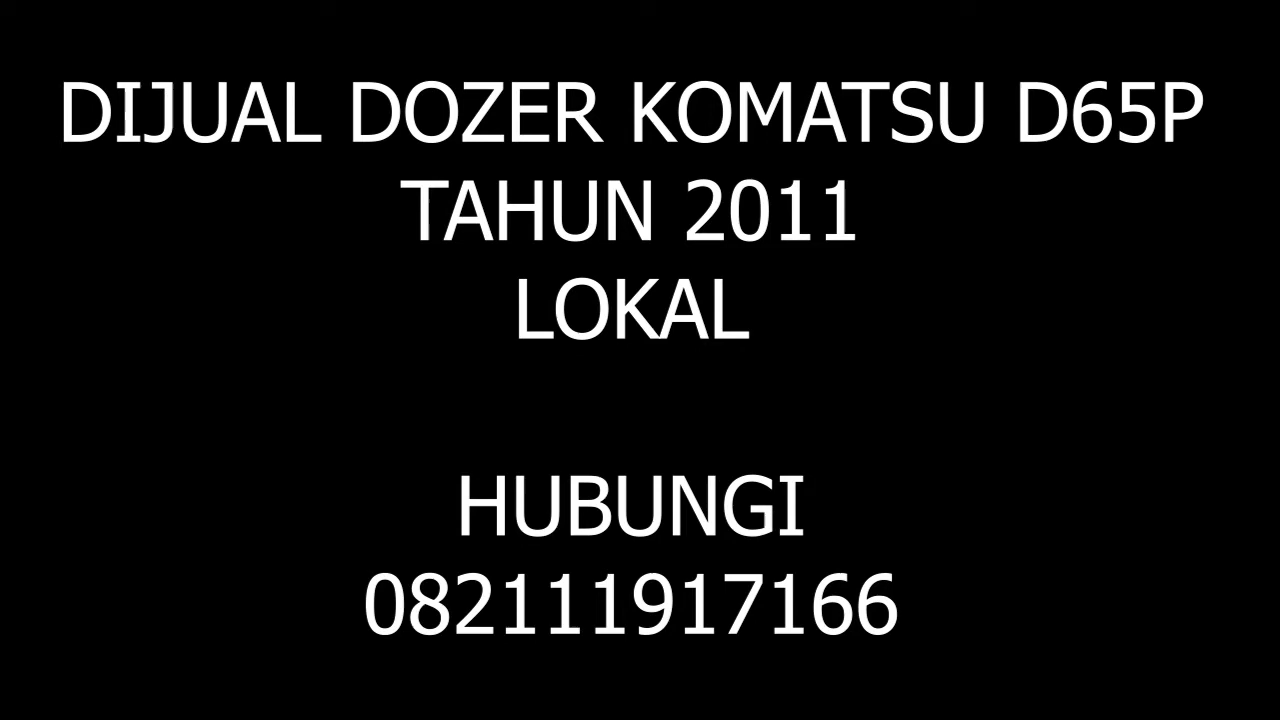 DIJUAL DOZER KOMATSU D65P
TAHUN 2011
LOKAL
HUBUNGI
082111917166